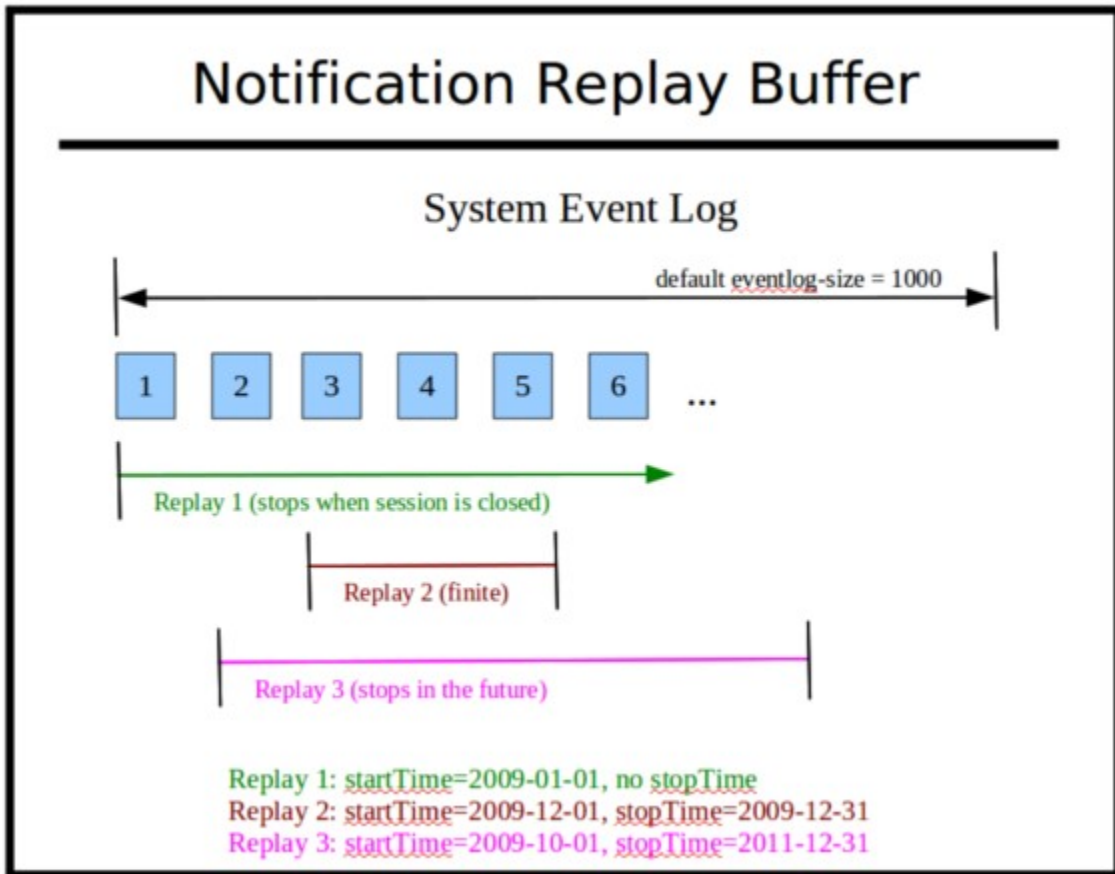 Notification Replay Buffer
System Event Log
default eventlog-size = 1000
1 2 3 4 5 6 ...
Replay 1 (stops when session is closed)
Replay 2 (finite)
Replay 3 (stops in the future)
Replay 1: startTime=2009-01-01, no stopTime
Replay 2: startTime=2009-12-01, stopTime=2009-12-31
Replay 3: startTime=2009-10-01, stopTime=2011-12-31